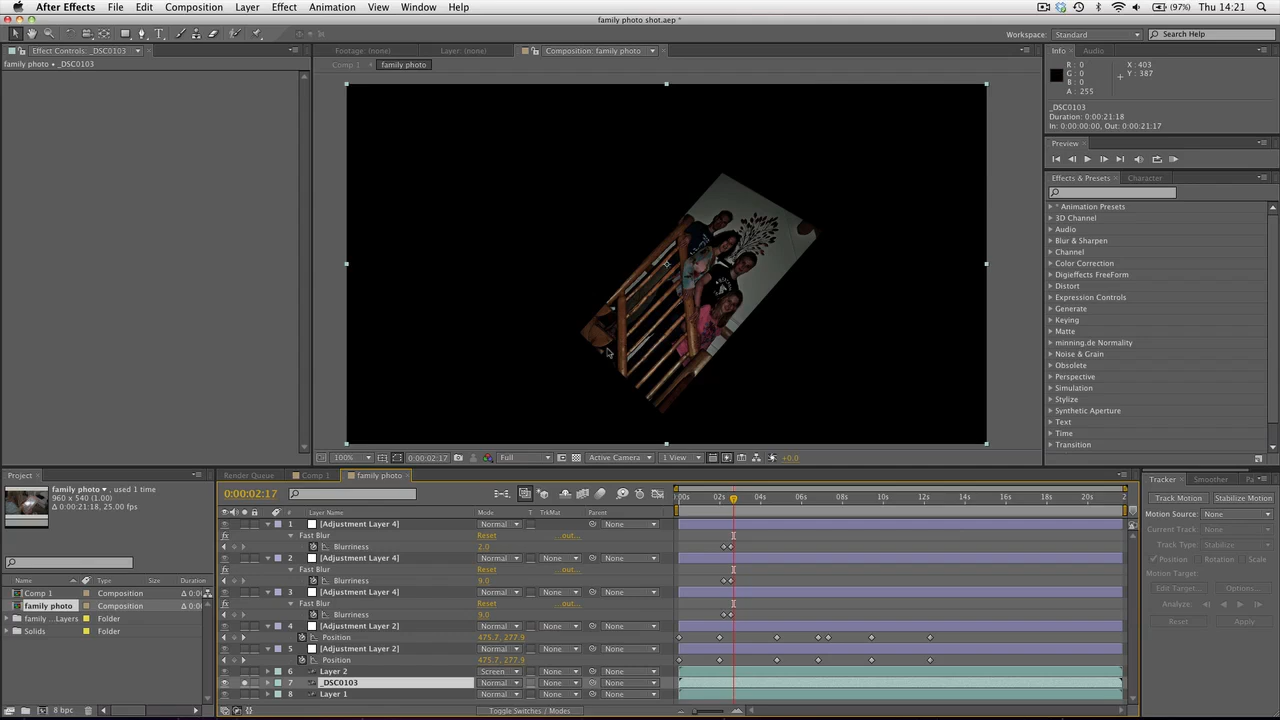 After Effects File Edit Composition Layer Effect Animation View Window Help (97%) Thu 14:21
family photo shot.aep *
Workspace: Standard Search Help
Effect Controls: _DSC0103
Footage: (none) Layer: (none) Composition: family photo
Info Audio
family photo • _DSC0103
Comp 1 family photo
R: 0 X: 403
G: 0 Y: 387
B: 0
A: 255
_DSC0103
Duration: 0:00:21:18
In: 0:00:00:00, Out: 0:00:21:17
Preview
Effects & Presets Character
* Animation Presets
3D Channel
Audio
Blur & Sharpen
Channel
Color Correction
Digieffects FreeForm
Distort
Expression Controls
Generate
Keying
Matte
minning.de Normality
Noise & Grain
Obsolete
Perspective
Simulation
Stylize
Synthetic Aperture
Text
Time
Transition
100% 0:00:02:17 Full Active Camera 1 View +0.0
Project
family photo , used 1 time
960 x 540 (1.00)
Δ 0:00:21:18, 25.00 fps
Name Type Size Duration
Comp 1 Composition Δ 0:0
family photo Composition Δ 0:0
family ...Layers Folder
Solids Folder
8 bpc
Render Queue Comp 1 family photo
0:00:02:17
:00s 02s 04s 06s 08s 10s 12s 14s 16s 18s 20s 2
# Layer Name Mode T TrkMat Parent
1 [Adjustment Layer 4] Normal None
Fast Blur Reset ...out...
Blurriness 2.0
2 [Adjustment Layer 4] Normal None None
Fast Blur Reset ...out...
Blurriness 9.0
3 [Adjustment Layer 4] Normal None None
Fast Blur Reset ...out...
Blurriness 9.0
4 [Adjustment Layer 2] Normal None None
Position 475.7, 277.9
5 [Adjustment Layer 2] Normal None None
Position 475.7, 277.9
6 Layer 2 Screen None None
7 _DSC0103 Normal None None
8 Layer 1 Normal None None
Toggle Switches / Modes
Tracker Smoother Pa
Track Motion Stabilize Motion
Motion Source: None
Current Track: None
Track Type: Stabilize
Position Rotation Scale
Motion Target:
Edit Target... Options...
Analyze:
Reset Apply